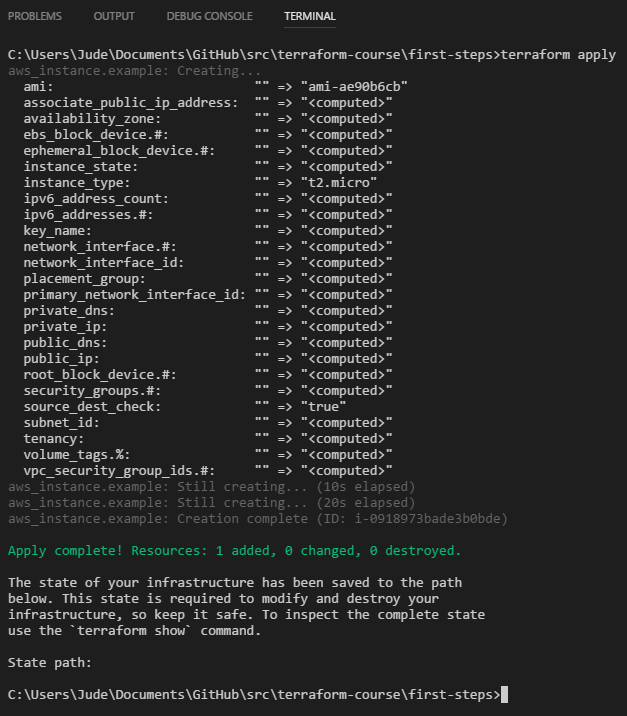 PROBLEMS OUTPUT DEBUG CONSOLE TERMINAL
C:\Users\Jude\Documents\GitHub\src\terraform-course\first-steps>terraform apply
aws_instance.example: Creating...
  ami:                          "" => "ami-ae90b6cb"
  associate_public_ip_address:  "" => "<computed>"
  availability_zone:            "" => "<computed>"
  ebs_block_device.#:           "" => "<computed>"
  ephemeral_block_device.#:     "" => "<computed>"
  instance_state:               "" => "<computed>"
  instance_type:                "" => "t2.micro"
  ipv6_address_count:           "" => "<computed>"
  ipv6_addresses.#:             "" => "<computed>"
  key_name:                     "" => "<computed>"
  network_interface.#:          "" => "<computed>"
  network_interface_id:         "" => "<computed>"
  placement_group:              "" => "<computed>"
  primary_network_interface_id: "" => "<computed>"
  private_dns:                  "" => "<computed>"
  private_ip:                   "" => "<computed>"
  public_dns:                   "" => "<computed>"
  public_ip:                    "" => "<computed>"
  root_block_device.#:          "" => "<computed>"
  security_groups.#:            "" => "<computed>"
  source_dest_check:            "" => "true"
  subnet_id:                    "" => "<computed>"
  tenancy:                      "" => "<computed>"
  volume_tags.%:                "" => "<computed>"
  vpc_security_group_ids.#:     "" => "<computed>"
aws_instance.example: Still creating... (10s elapsed)
aws_instance.example: Still creating... (20s elapsed)
aws_instance.example: Creation complete (ID: i-0918973bade3b0bde)
Apply complete! Resources: 1 added, 0 changed, 0 destroyed.
The state of your infrastructure has been saved to the path
below. This state is required to modify and destroy your
infrastructure, so keep it safe. To inspect the complete state
use the `terraform show` command.
State path:
C:\Users\Jude\Documents\GitHub\src\terraform-course\first-steps>